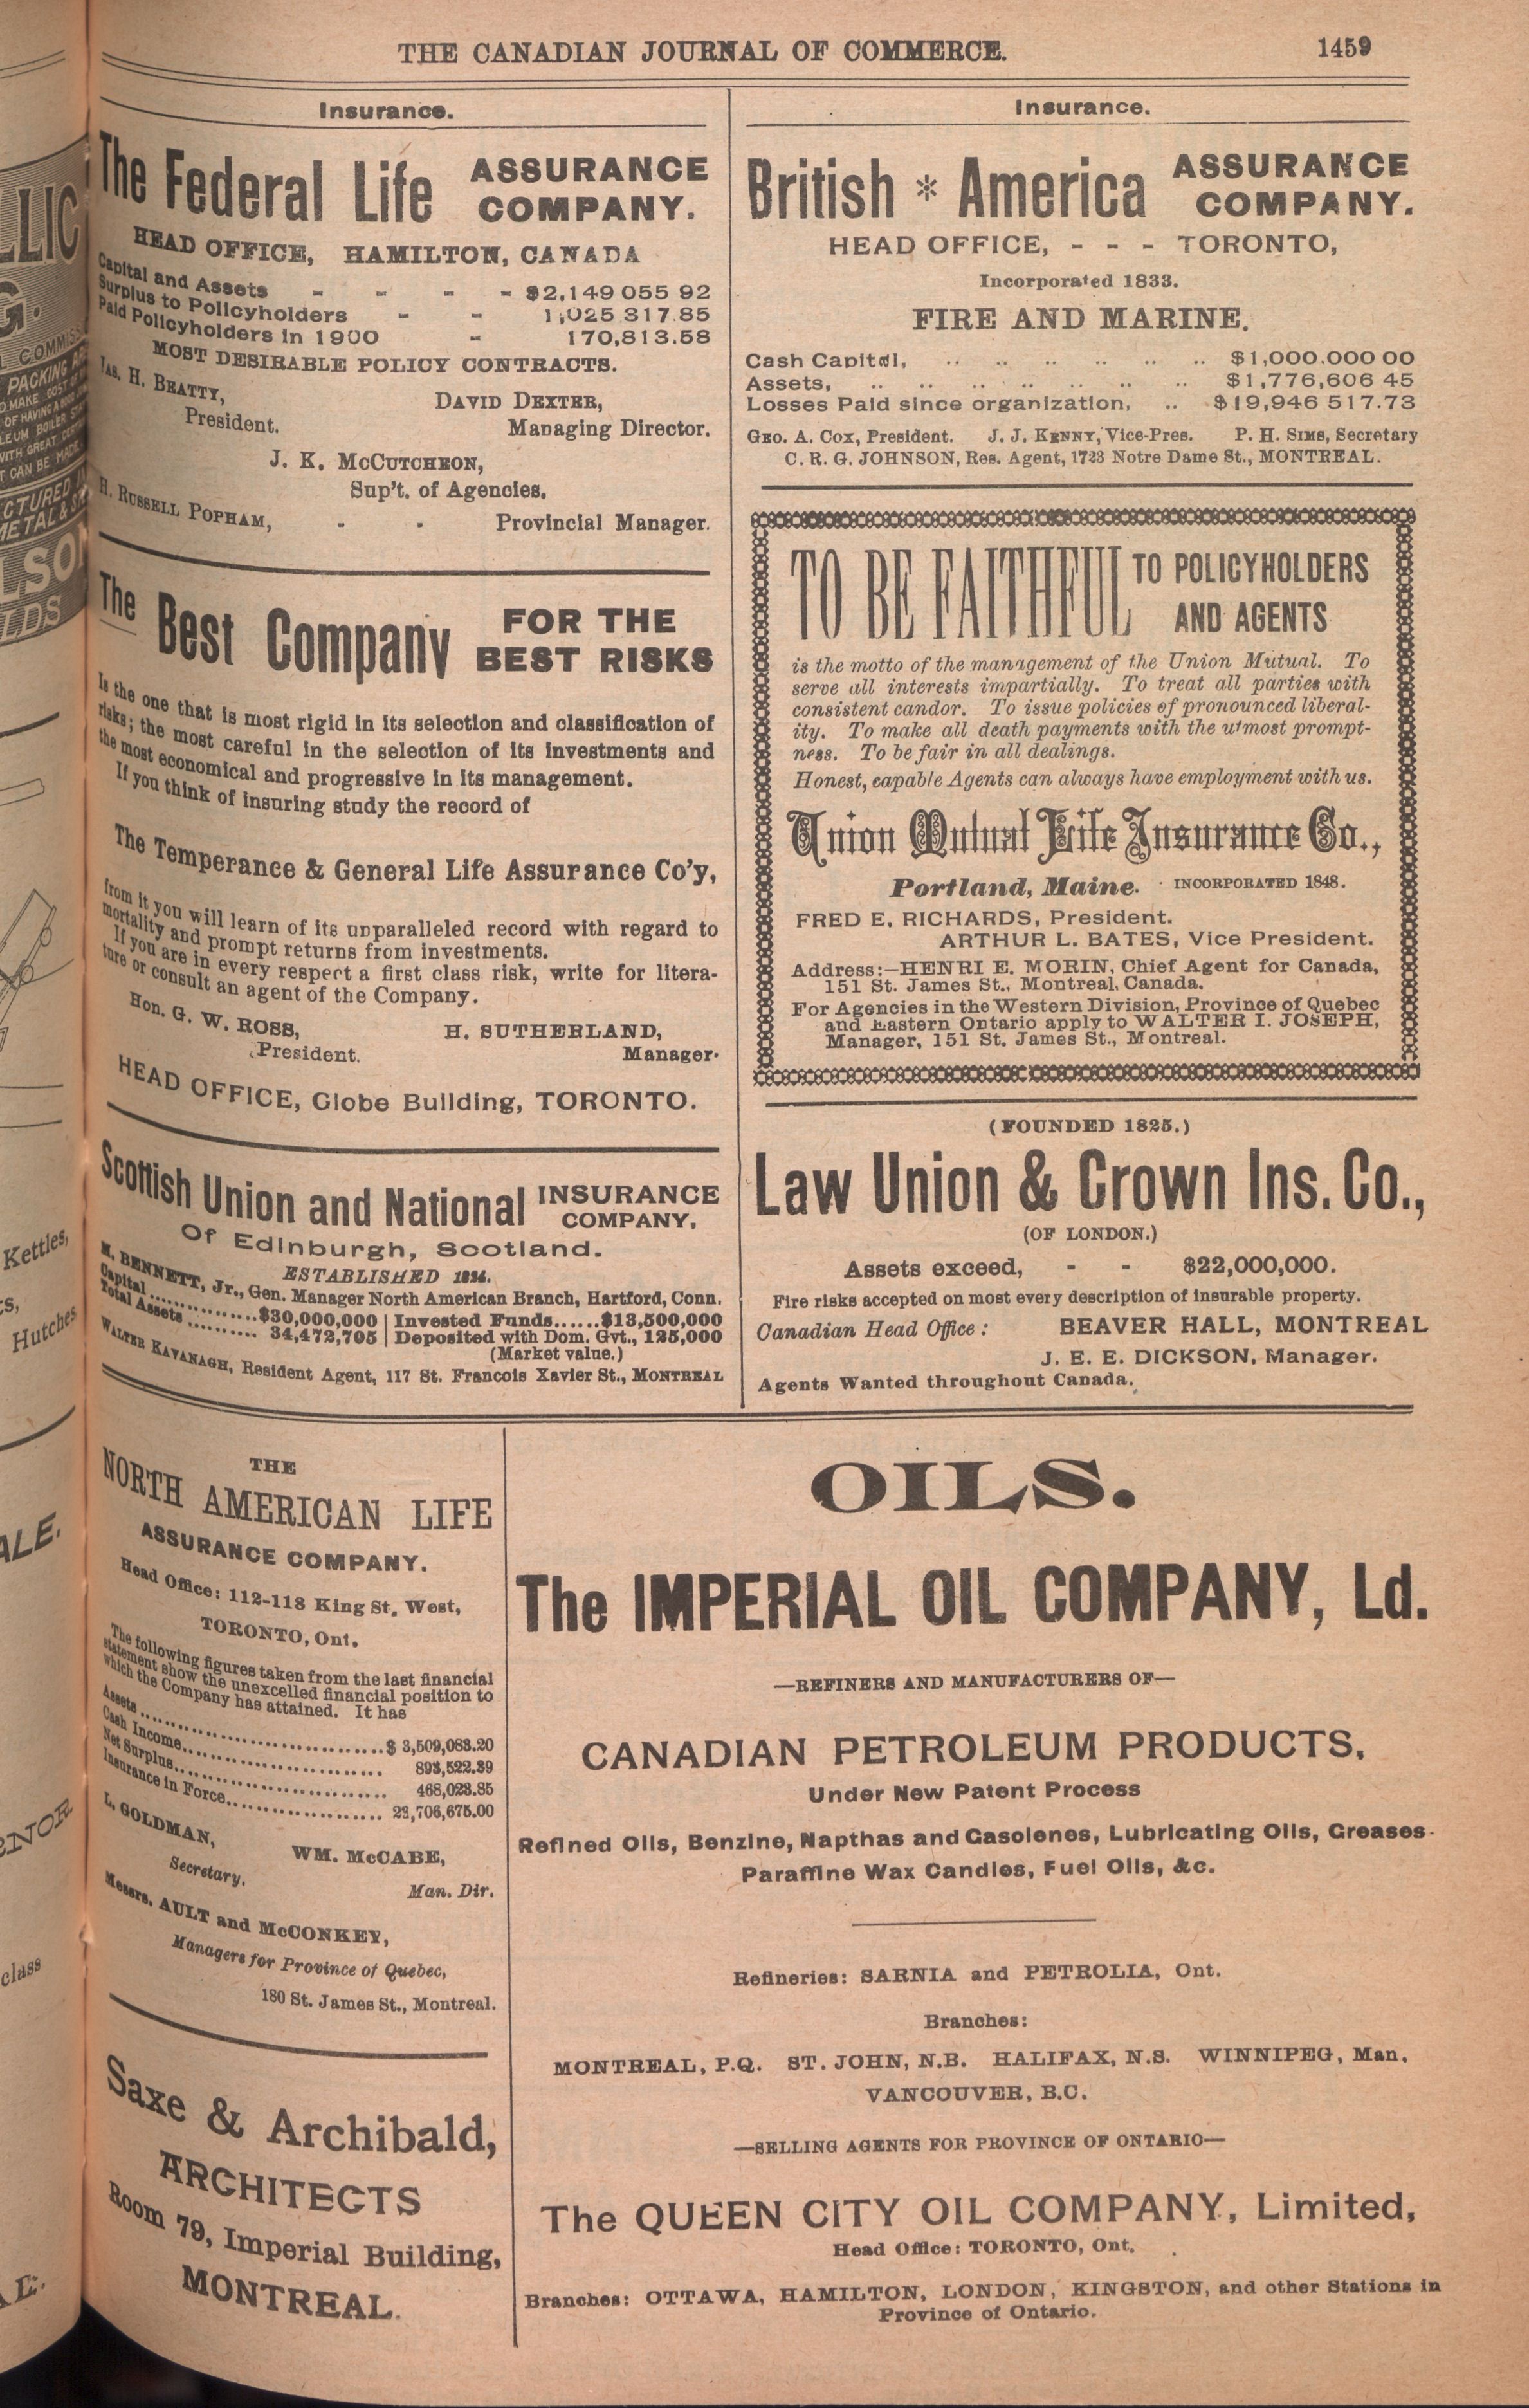 THE CANADIAN JOURNAL OF COMMERCE. 1459
Insurance.
The Federal Life ASSURANCE COMPANY.
HEAD OFFICE, HAMILTON, CANADA
Capital and Assets - - - - $2,149 055 92
Surplus to Policyholders - - 1,025 317.85
Paid Policyholders in 1900 - 170,813.58
MOST DESIRABLE POLICY CONTRACTS.
JAS. H. BEATTY,
President.
DAVID DEXTER,
Managing Director.
J. K. MCCUTCHEON,
Sup't. of Agencies.
H. RUSSELL POPHAM, - - Provincial Manager.
The Best Company FOR THE BEST RISKS
Is the one that is most rigid in its selection and classification of
risks; the most careful in the selection of its investments and
the most economical and progressive in its management.
If you think of insuring study the record of
The Temperance & General Life Assurance Co'y,
from it you will learn of its unparalleled record with regard to
mortality and prompt returns from investments.
If you are in every respect a first class risk, write for litera-
ture or consult an agent of the Company.
Hon. G. W. ROSS,
President.
H. SUTHERLAND,
Manager.
HEAD OFFICE, Globe Building, TORONTO.
Scottish Union and National INSURANCE COMPANY,
Of Edinburgh, Scotland.
ESTABLISHED 1824.
M. BENNETT, Jr., Gen. Manager North American Branch, Hartford, Conn.
Capital..............$30,000,000 | Invested Funds......$13,500,000
Total Assets .......... 34,472,705 | Deposited with Dom. Gvt., 125,000
(Market value.)
WALTER KAVANAGH, Resident Agent, 117 St. Francois Xavier St., MONTREAL
Insurance.
British * America ASSURANCE COMPANY.
HEAD OFFICE, - - - TORONTO,
Incorporated 1833.
FIRE AND MARINE.
Cash Capital, .. .. .. .. .. .. $1,000.000 00
Assets, .. .. .. .. .. .. .. $1,776,606 45
Losses Paid since organization, .. $19,946 517.73
GEO. A. COX, President. J. J. KENNY, Vice-Pres. P. H. SIMS, Secretary
C. R. G. JOHNSON, Res. Agent, 1723 Notre Dame St., MONTREAL.
TO BE FAITHFUL TO POLICYHOLDERS AND AGENTS
is the motto of the management of the Union Mutual. To
serve all interests impartially. To treat all parties with
consistent candor. To issue policies of pronounced liberal-
ity. To make all death payments with the utmost prompt-
ness. To be fair in all dealings.
Honest, capable Agents can always have employment with us.
Union Mutual Life Insurance Co.,
Portland, Maine. INCORPORATED 1848.
FRED E. RICHARDS, President.
ARTHUR L. BATES, Vice President.
Address:—HENRI E. MORIN, Chief Agent for Canada,
151 St. James St., Montreal, Canada.
For Agencies in the Western Division, Province of Quebec
and Eastern Ontario apply to WALTER I. JOSEPH,
Manager, 151 St. James St., Montreal.
(FOUNDED 1825.)
Law Union & Crown Ins. Co.,
(OF LONDON.)
Assets exceed, - - $22,000,000.
Fire risks accepted on most every description of insurable property.
Canadian Head Office: BEAVER HALL, MONTREAL
J. E. E. DICKSON, Manager.
Agents Wanted throughout Canada.
THE
NORTH AMERICAN LIFE
ASSURANCE COMPANY.
Head Office: 112-118 King St. West,
TORONTO, Ont.
The following figures taken from the last financial
statement show the unexcelled financial position to
which the Company has attained. It has
Assets.................................$ 3,509,083.20
Cash Income............................ 893,522.39
Net Surplus............................ 468,023.85
Insurance in Force..................... 23,706,675.00
L. GOLDMAN,
Secretary.
WM. McCABE,
Man. Dir.
Messrs. AULT and McCONKEY,
Managers for Province of Quebec,
180 St. James St., Montreal.
Saxe & Archibald,
ARCHITECTS
Room 79, Imperial Building,
MONTREAL.
OILS.
The IMPERIAL OIL COMPANY, Ld.
—REFINERS AND MANUFACTURERS OF—
CANADIAN PETROLEUM PRODUCTS,
Under New Patent Process
Refined Oils, Benzine, Napthas and Gasolenes, Lubricating Oils, Greases.
Paraffine Wax Candles, Fuel Oils, &c.
Refineries: SARNIA and PETROLIA, Ont.
Branches:
MONTREAL, P.Q. ST. JOHN, N.B. HALIFAX, N.S. WINNIPEG, Man.
VANCOUVER, B.C.
—SELLING AGENTS FOR PROVINCE OF ONTARIO—
The QUEEN CITY OIL COMPANY, Limited,
Head Office: TORONTO, Ont.
Branches: OTTAWA, HAMILTON, LONDON, KINGSTON, and other Stations in
Province of Ontario.